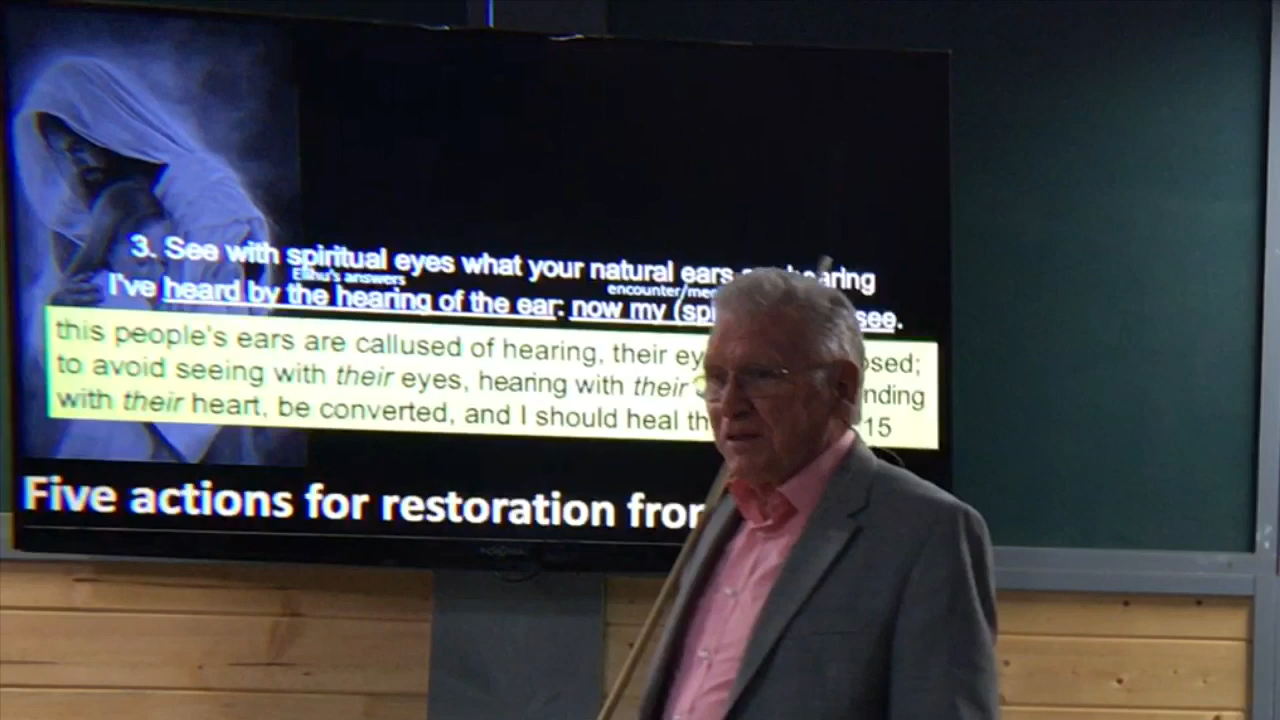 3. See with spiritual eyes what your natural ears
Elihu's answers
encounter/
I've heard by the hearing of the ear: now my see.
this people's ears are callused of hearing, their
to avoid seeing with their eyes, hearing with their
with their heart, be converted, and I should heal 15
Five actions for restoration